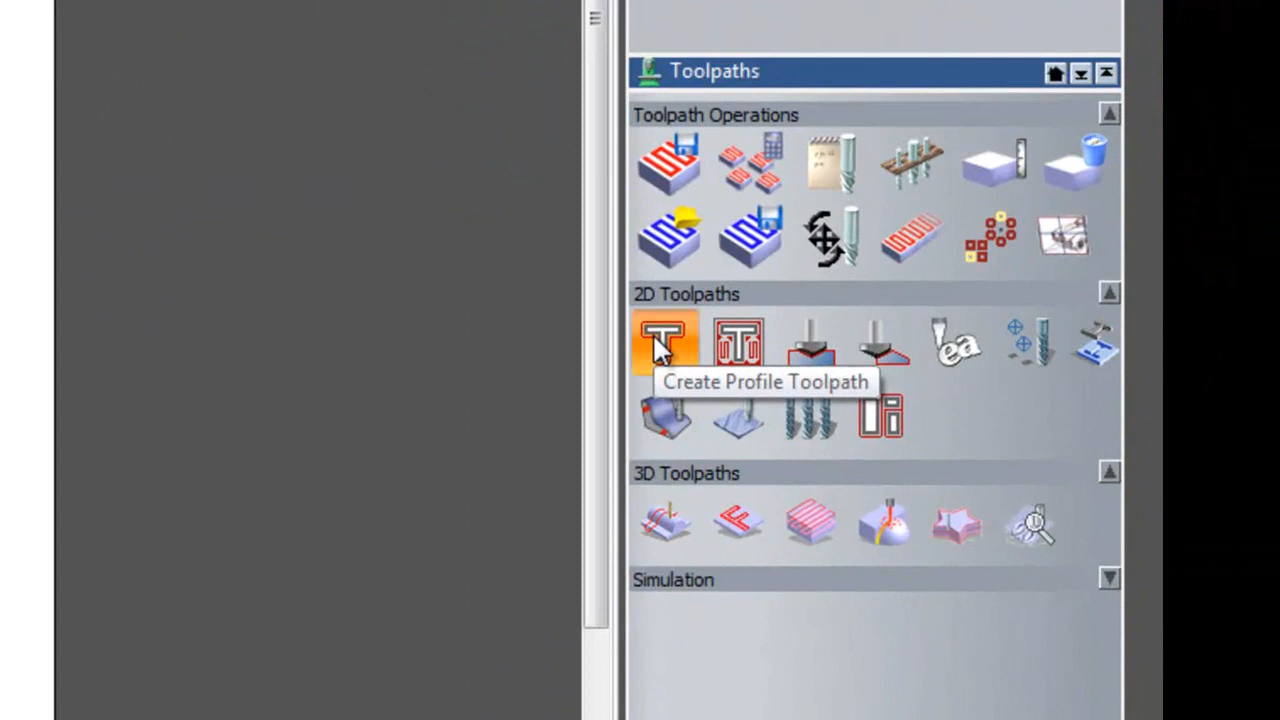 Toolpaths
Toolpath Operations
2D Toolpaths
Create Profile Toolpath
3D Toolpaths
Simulation